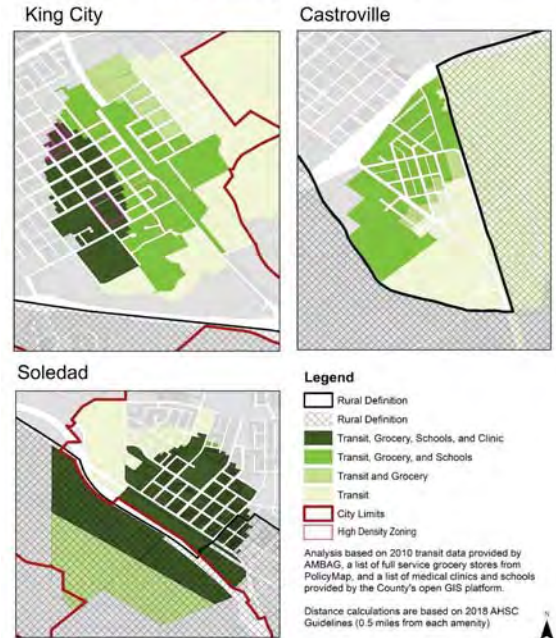 King City
Castroville
Soledad
Legend
Rural Definition
Rural Definition
Transit, Grocery, Schools, and Clinic
Transit, Grocery, and Schools
Transit and Grocery
Transit
City Limits
High Density Zoning
Analysis based on 2010 transit data provided by
AMBAG, a list of full service grocery stores from
PolicyMap, and a list of medical clinics and schools
provided by the County's open GIS platform.
Distance calculations are based on 2018 AHSC
Guidelines (0.5 miles from each amenity)
N